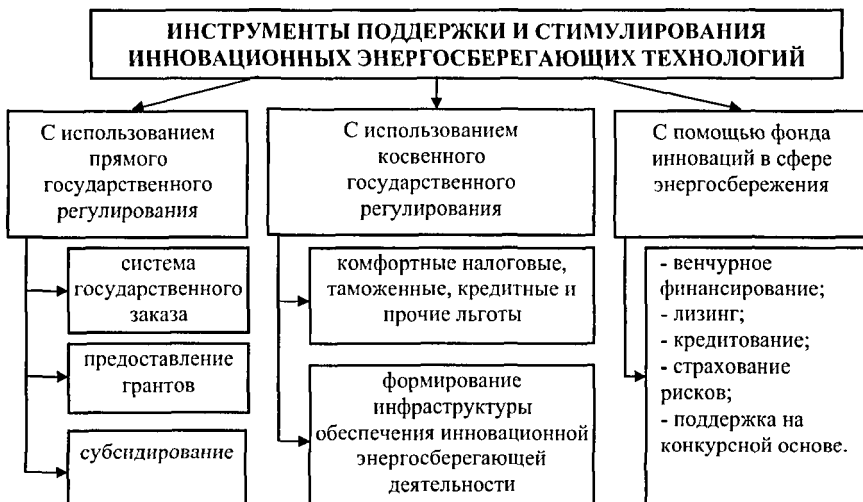 ИНСТРУМЕНТЫ ПОДДЕРЖКИ И СТИМУЛИРОВАНИЯ
ИННОВАЦИОННЫХ ЭНЕРГОСБЕРЕГАЮЩИХ ТЕХНОЛОГИЙ
С использованием
прямого
государственного
регулирования
система
государственного
заказа
предоставление
грантов
субсидирование
С использованием
косвенного
государственного
регулирования
комфортные налоговые,
таможенные, кредитные и
прочие льготы
формирование
инфраструктуры
обеспечения инновационной
энергосберегающей
деятельности
С помощью фонда
инноваций в сфере
энергосбережения
- венчурное
финансирование;
- лизинг;
- кредитование;
- страхование
рисков;
- поддержка на
конкурсной основе.